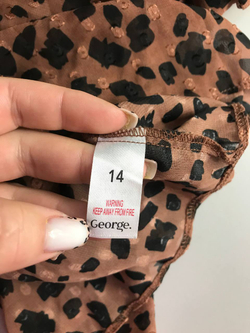 14
WARNING
KEEP AWAY FROM FIRE
George.